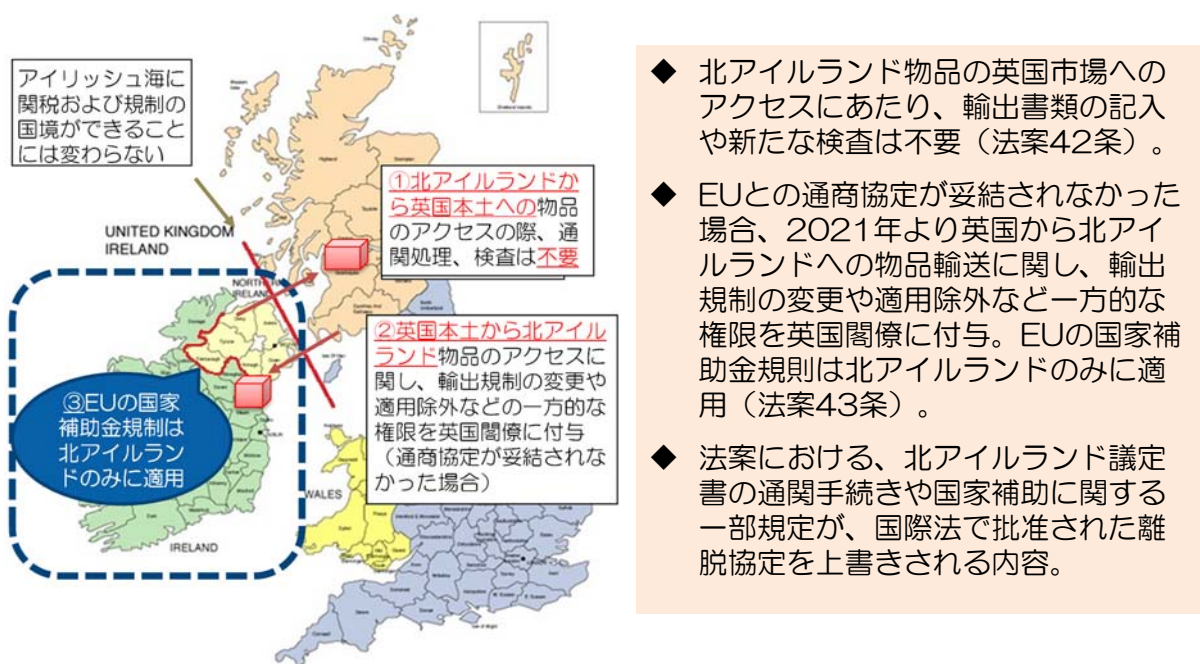 アイリッシュ海に
関税および規制の
国境ができること
には変わらない
UNITED KINGDOM
IRELAND
①北アイルランドか
ら英国本土への物品
のアクセスの際、通
関処理、検査は不要
②英国本土から北アイル
ランド物品のアクセスに
関し、輸出規制の変更や
適用除外などの一方的な
権限を英国閣僚に付与
（通商協定が妥結されな
かった場合）
③EUの国家
補助金規制は
北アイルラン
ドのみに適用
WALES
IRELAND
◆ 北アイルランド物品の英国市場への
アクセスにあたり、輸出書類の記入
や新たな検査は不要（法案42条）。
◆ EUとの通商協定が妥結されなかった
場合、2021年より英国から北アイ
ルランドへの物品輸送に関し、輸出
規制の変更や適用除外など一方的な
権限を英国閣僚に付与。EUの国家補
助金規則は北アイルランドのみに適
用（法案43条）。
◆ 法案における、北アイルランド議定
書の通関手続きや国家補助に関する
一部規定が、国際法で批准された離
脱協定を上書きされる内容。